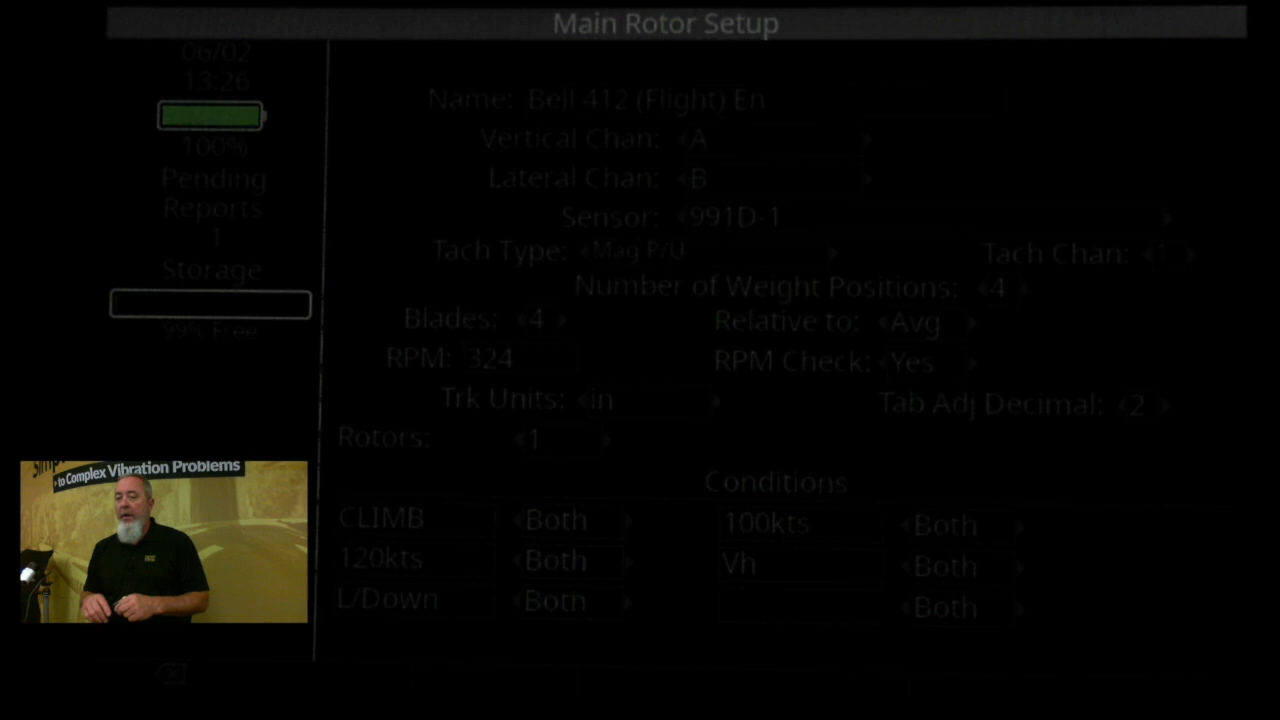 Main Rotor Setup
06/02
13:26
100%
Pending
Reports
1
Storage
99% Free
Name: Bell 412 (Flight) En
Vertical Chan: A
Lateral Chan: B
Sensor: 991D-1
Tach Type: Mag P/U Tach Chan: 1
Number of Weight Positions: 4
Blades: 4 Relative to: Avg
RPM: 324 RPM Check: Yes
Trk Units: in Tab Adj Decimal: 2
Rotors: 1
Conditions
CLIMB Both 100kts Both
120kts Both Vh Both
L/Down Both Both
to Complex Vibration Problems